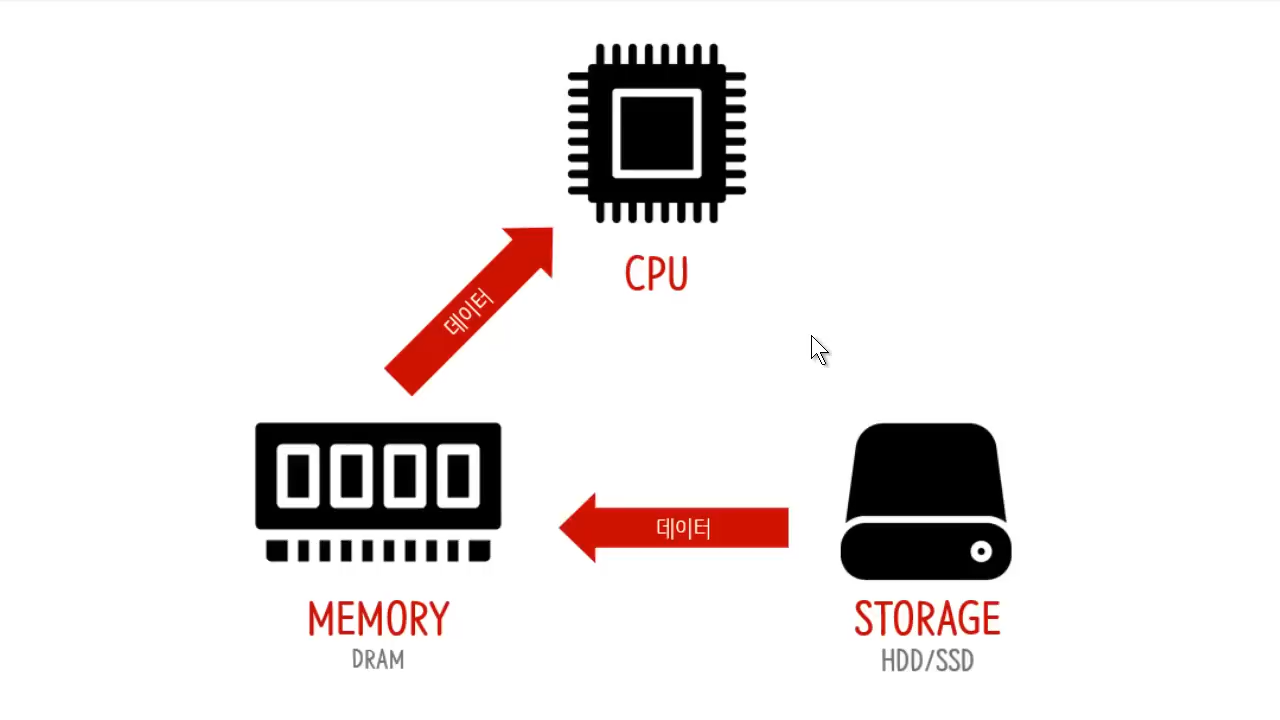 CPU
데이터
데이터
MEMORY
DRAM
STORAGE
HDD/SSD